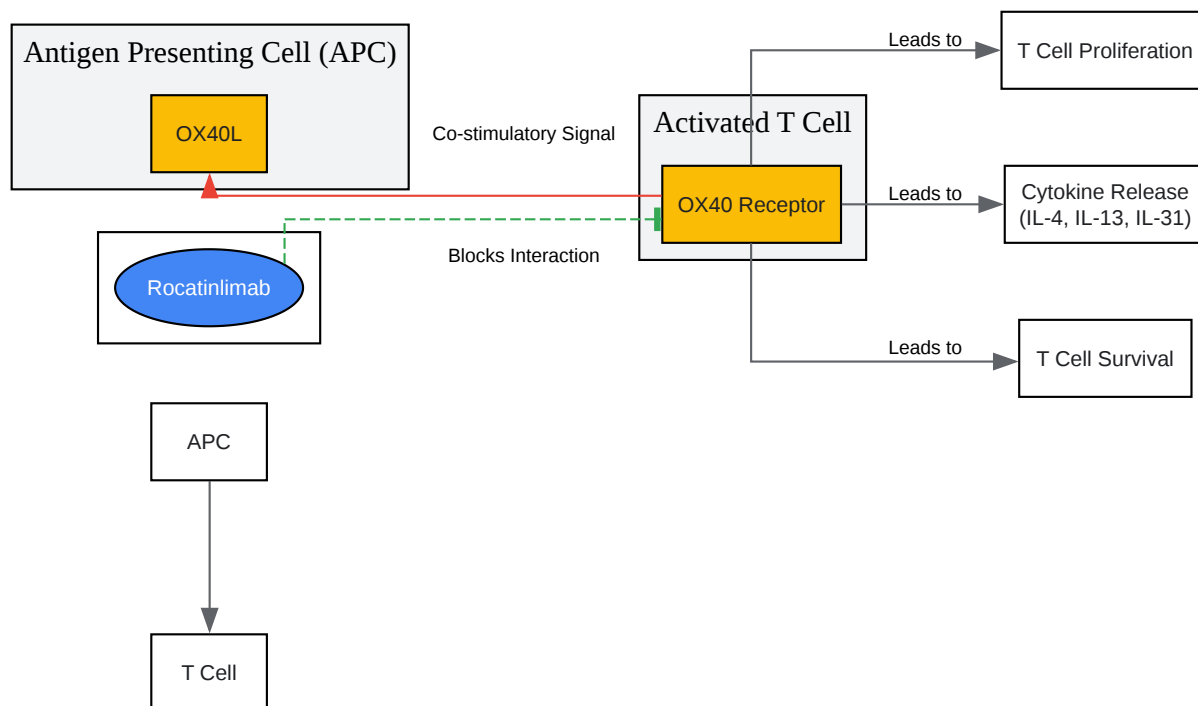 Antigen Presenting Cell (APC)
OX40L
Co-stimulatory Signal
Activated T Cell
OX40 Receptor
Leads to
T Cell Proliferation
Leads to
Cytokine Release
(IL-4, IL-13, IL-31)
Blocks Interaction
Rocatinlimab
Leads to
T Cell Survival
APC
T Cell